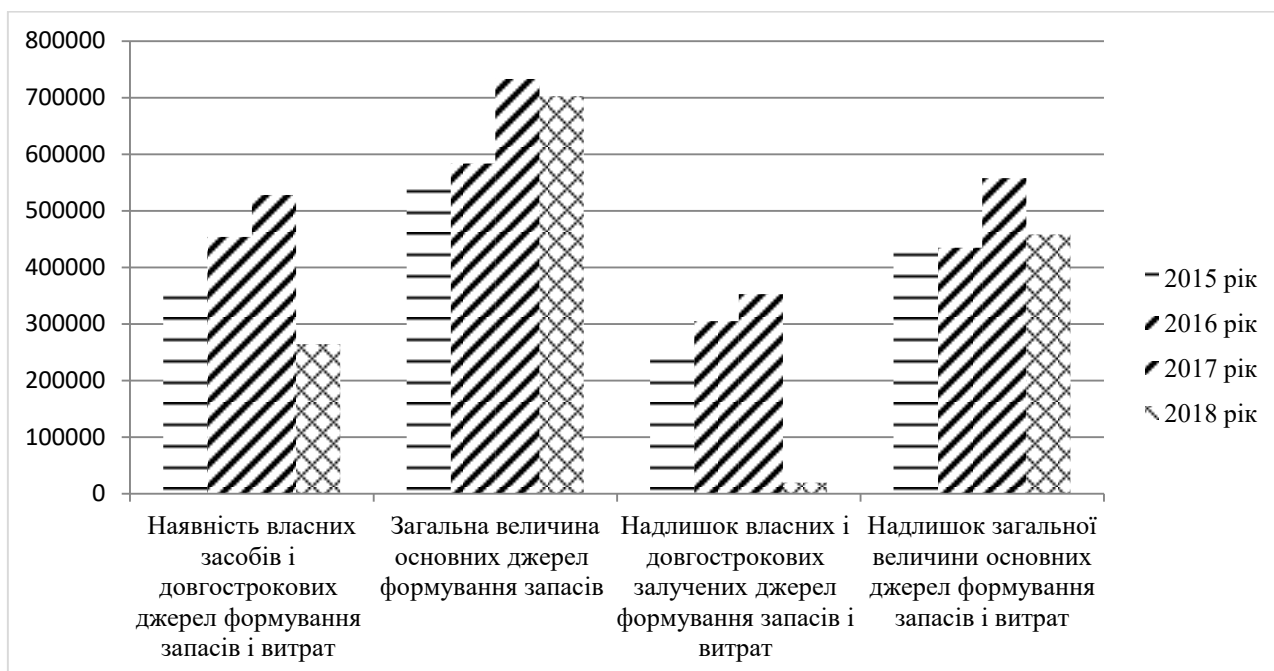 800000
700000
600000
500000
400000
300000
200000
100000
0
Наявність власних
засобів і
довгострокових
джерел формування
запасів і витрат
Загальна величина
основних джерел
формування запасів
Надлишок власних і
довгострокових
залучених джерел
формування запасів і
витрат
Надлишок загальної
величини основних
джерел формування
запасів і витрат
2015 рік
2016 рік
2017 рік
2018 рік